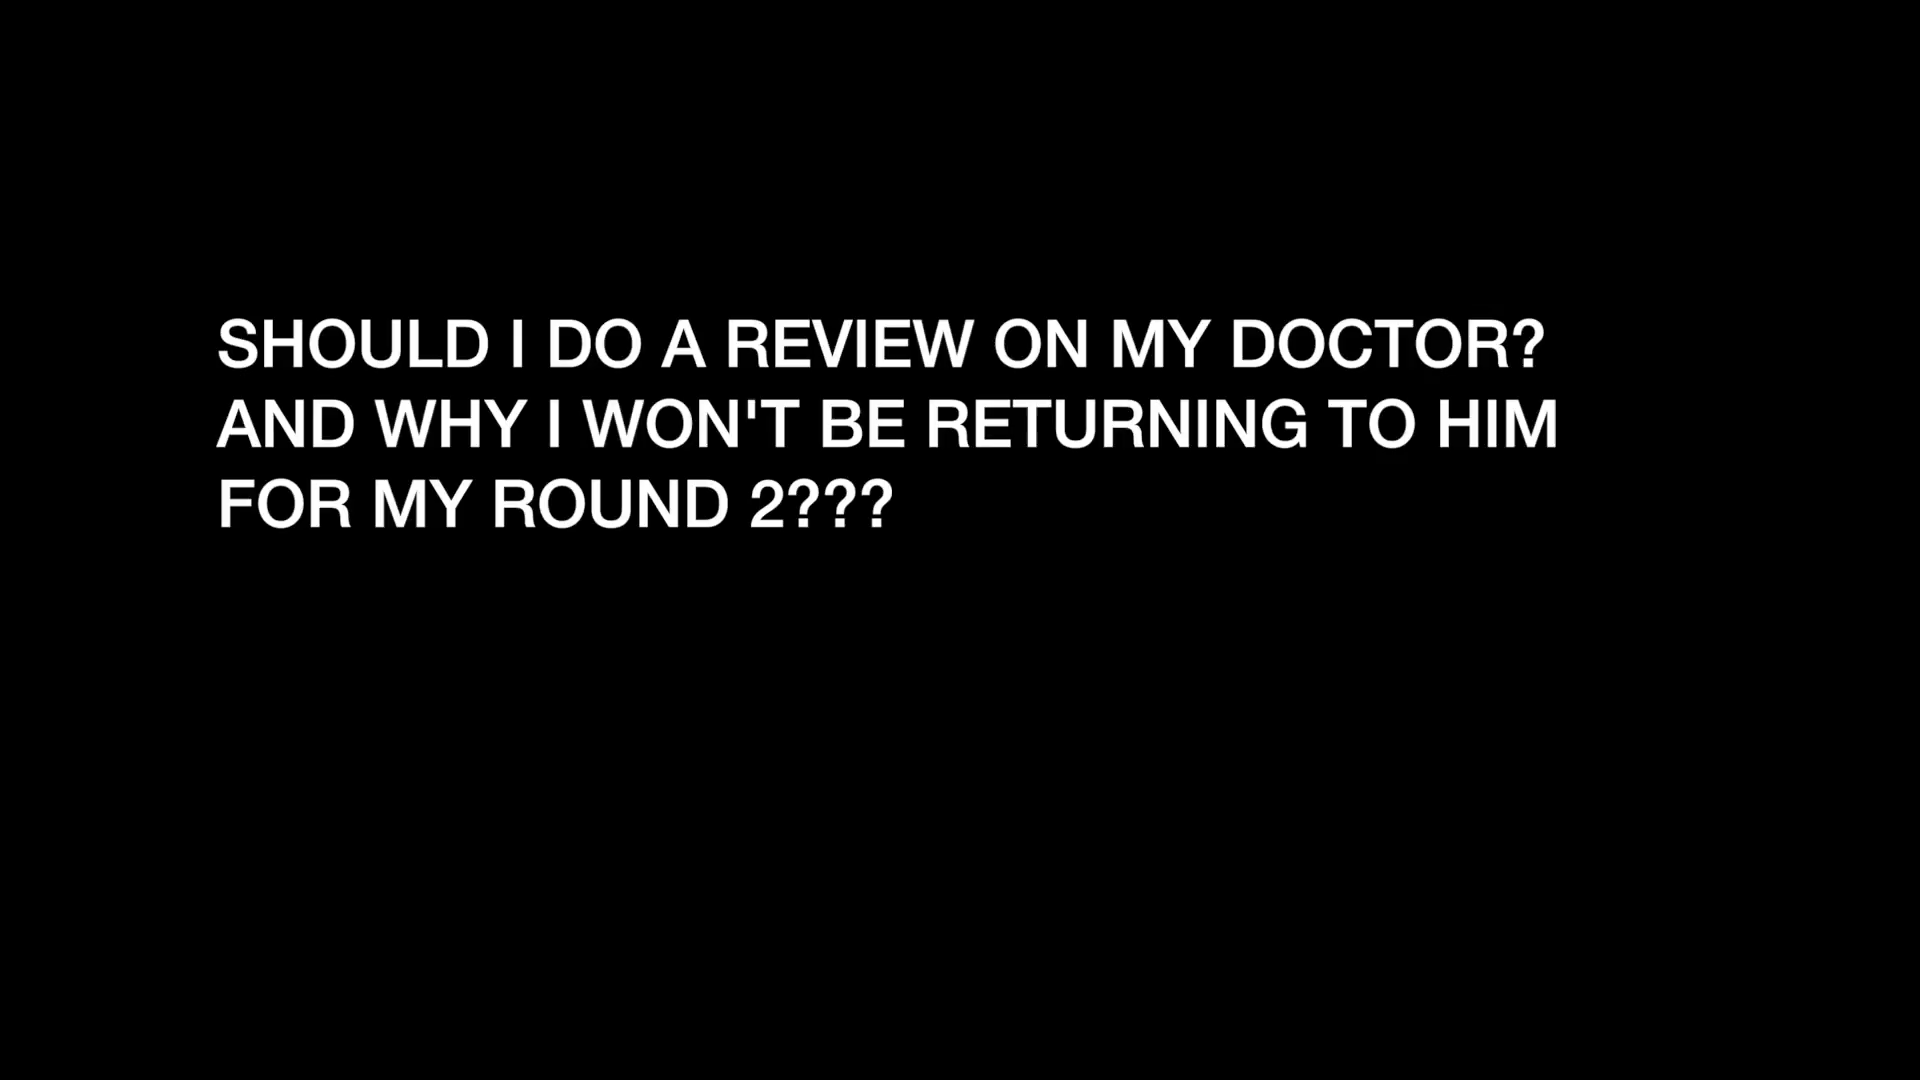 SHOULD I DO A REVIEW ON MY DOCTOR?
AND WHY I WON'T BE RETURNING TO HIM
FOR MY ROUND 2???